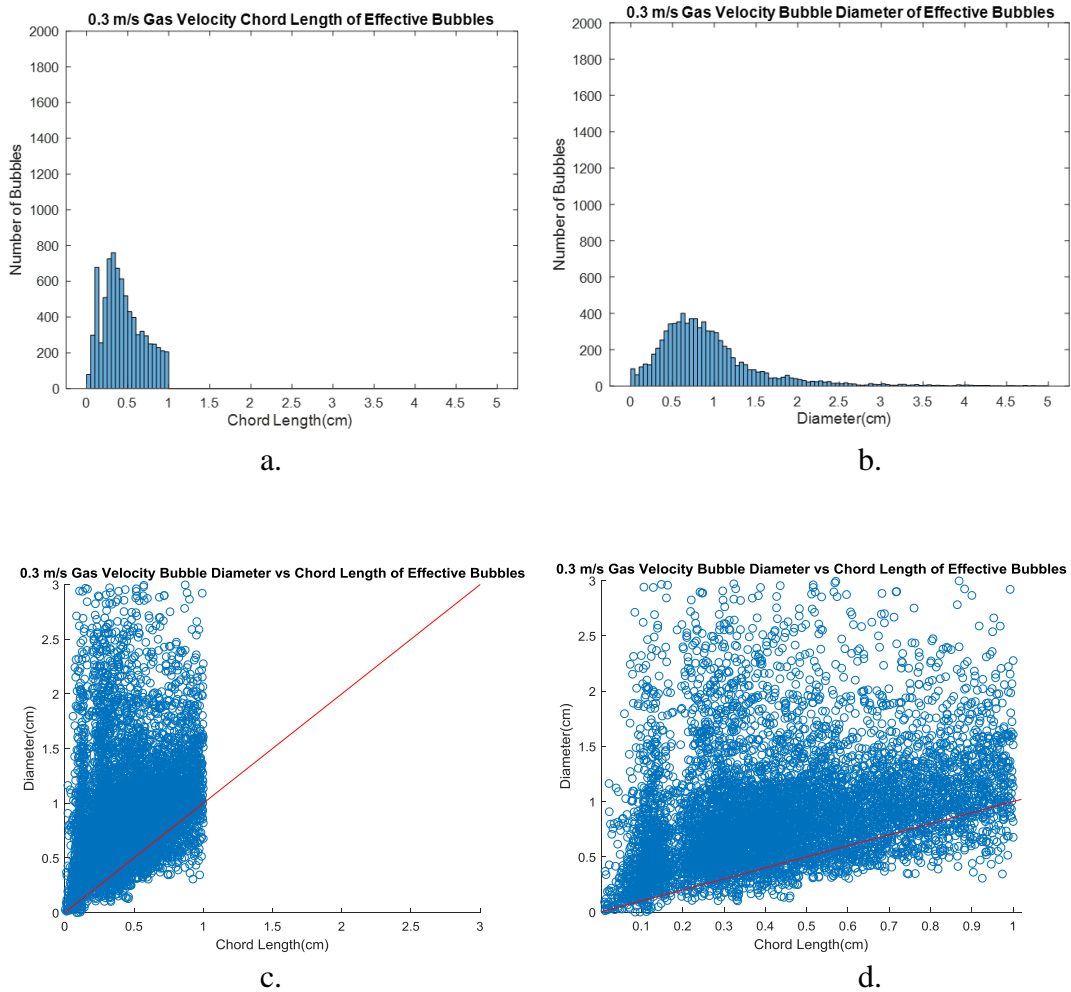 0.3 m/s Gas Velocity Chord Length of Effective Bubbles
2000
1800
1600
1400
1200
1000
800
600
400
200
0
Number of Bubbles
0 0.5 1 1.5 2 2.5 3 3.5 4 4.5 5
Chord Length(cm)
a.
0.3 m/s Gas Velocity Bubble Diameter of Effective Bubbles
2000
1800
1600
1400
1200
1000
800
600
400
200
0
Number of Bubbles
0 0.5 1 1.5 2 2.5 3 3.5 4 4.5 5
Diameter(cm)
b.
0.3 m/s Gas Velocity Bubble Diameter vs Chord Length of Effective Bubbles
3
2.5
2
1.5
1
0.5
0
Diameter(cm)
0 0.5 1 1.5 2 2.5 3
Chord Length(cm)
c.
0.3 m/s Gas Velocity Bubble Diameter vs Chord Length of Effective Bubbles
3
2.5
2
1.5
1
0.5
0
Diameter(cm)
0.1 0.2 0.3 0.4 0.5 0.6 0.7 0.8 0.9 1
Chord Length(cm)
d.